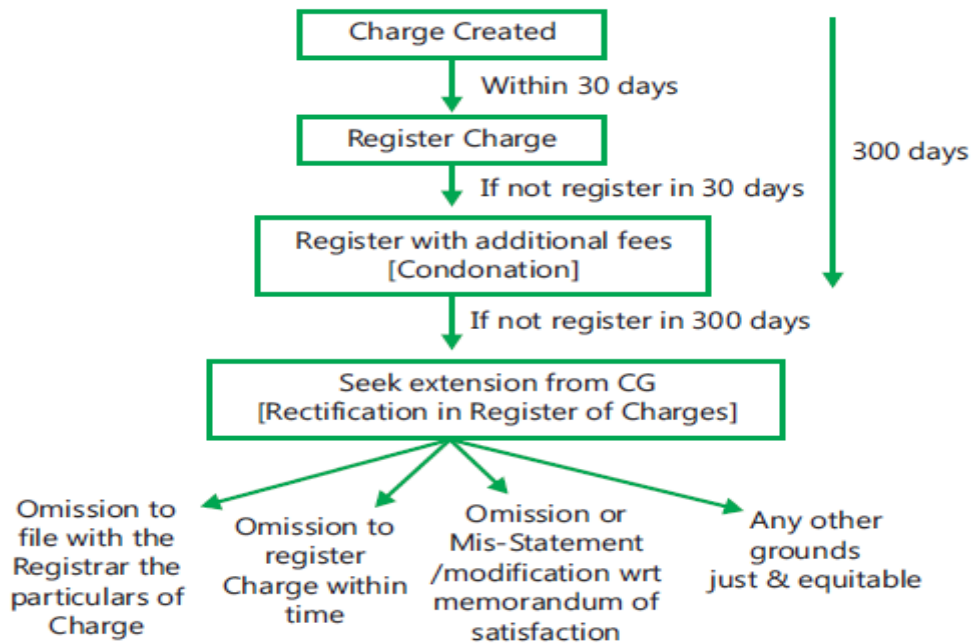 Charge Created
Within 30 days
Register Charge
300 days
If not register in 30 days
Register with additional fees
[Condonation]
If not register in 300 days
Seek extension from CG
[Rectification in Register of Charges]
Omission to
file with the
Registrar the
particulars of
Charge
Omission to
register
Charge within
time
Omission or
Mis-Statement
/modification wrt
memorandum of
satisfaction
Any other
grounds
just & equitable